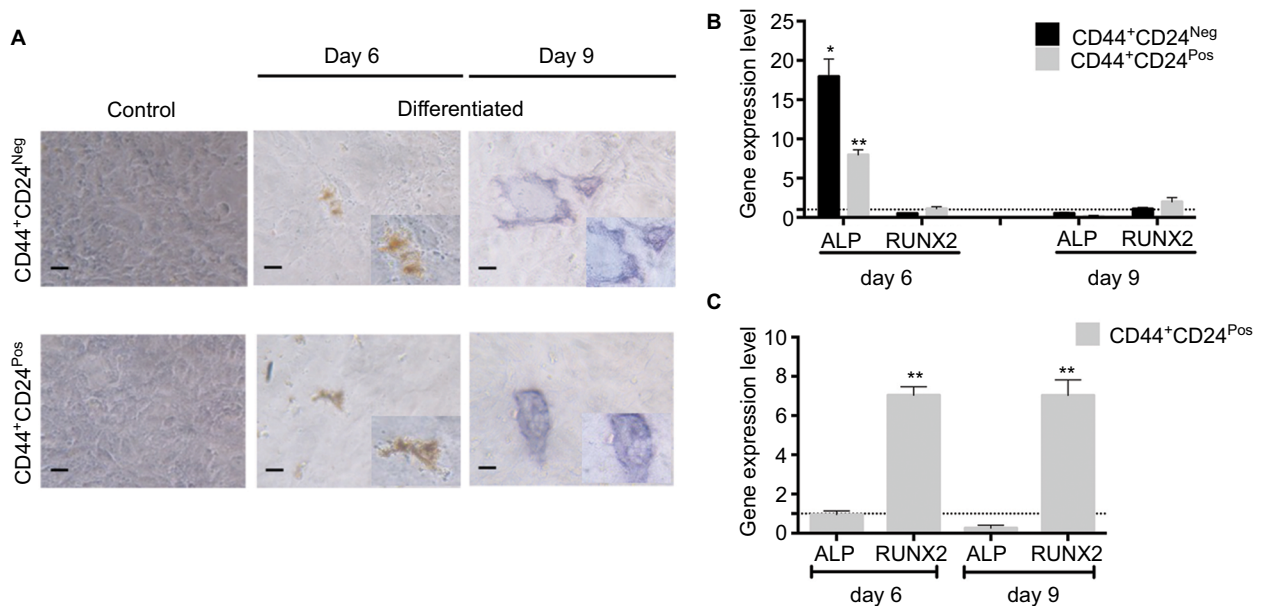 A
Day 6
Day 9
Control
Differentiated
CD44+CD24Neg
CD44+CD24Pos
B
Gene expression level
25
20
15
10
5
0
*
**
CD44+CD24Neg
CD44+CD24Pos
ALP RUNX2 ALP RUNX2
day 6 day 9
C
Gene expression level
10
8
6
4
2
0
**
**
CD44+CD24Pos
ALP RUNX2 ALP RUNX2
day 6 day 9